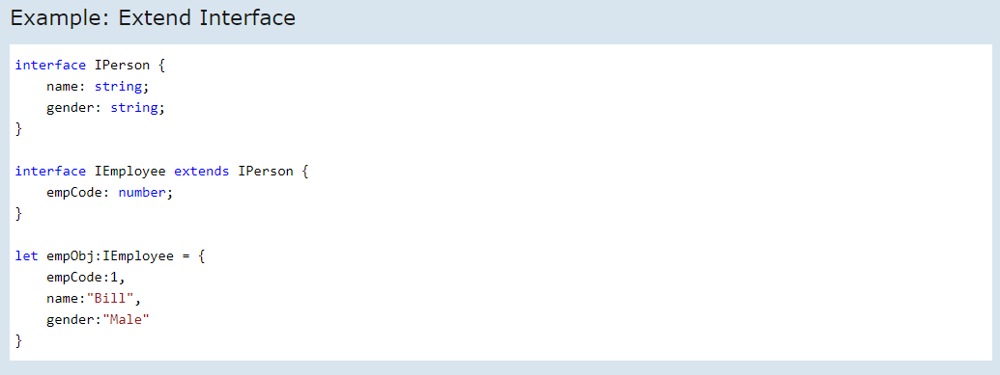 Example: Extend Interface
interface IPerson {
    name: string;
    gender: string;
}
interface IEmployee extends IPerson {
    empCode: number;
}
let empObj:IEmployee = {
    empCode:1,
    name:"Bill",
    gender:"Male"
}